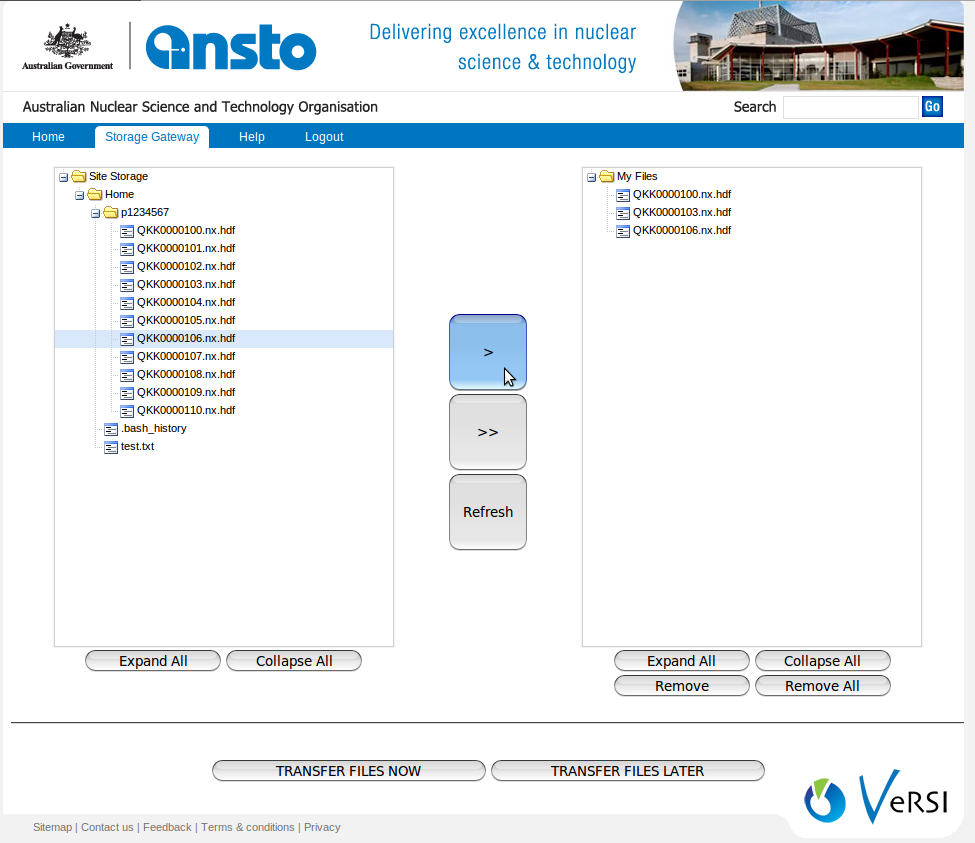 Australian Government
ansto
Delivering excellence in nuclear
science & technology
Australian Nuclear Science and Technology Organisation
Search
Go
Home
Storage Gateway
Help
Logout
Site Storage
Home
p1234567
QKK0000100.nx.hdf
QKK0000101.nx.hdf
QKK0000102.nx.hdf
QKK0000103.nx.hdf
QKK0000104.nx.hdf
QKK0000105.nx.hdf
QKK0000106.nx.hdf
QKK0000107.nx.hdf
QKK0000108.nx.hdf
QKK0000109.nx.hdf
QKK0000110.nx.hdf
.bash_history
test.txt
Expand All
Collapse All
>
>>
Refresh
My Files
QKK0000100.nx.hdf
QKK0000103.nx.hdf
QKK0000106.nx.hdf
Expand All
Collapse All
Remove
Remove All
TRANSFER FILES NOW
TRANSFER FILES LATER
VeRSI
Sitemap | Contact us | Feedback | Terms & conditions | Privacy